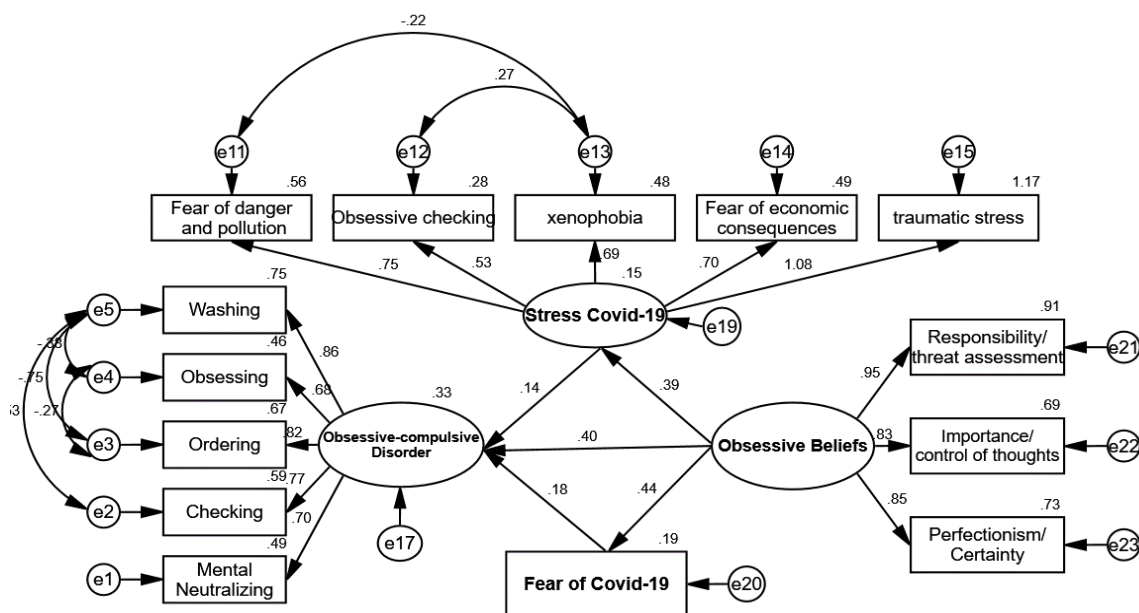 -.22
.27
e11
e12
e13
e14
e15
.56
.28
.48
.49
1.17
Fear of danger
and pollution
Obsessive checking
xenophobia
Fear of economic
consequences
traumatic stress
.75
.53
.69
.70
1.08
.15
Stress Covid-19
e19
.75
e5
Washing
.86
-.38
.46
e4
Obsessing
.68
-.75
-.27
.67
e3
Ordering
.82
.59
e2
Checking
.77
.49
e1
Mental
Neutralizing
.70
.33
Obsessive-compulsive
Disorder
e17
.14
.39
.40
.18
.44
Obsessive Beliefs
.19
Fear of Covid-19
e20
.95
.83
.85
.91
Responsibility/
threat assessment
e21
.69
Importance/
control of thoughts
e22
.73
Perfectionism/
Certainty
e23